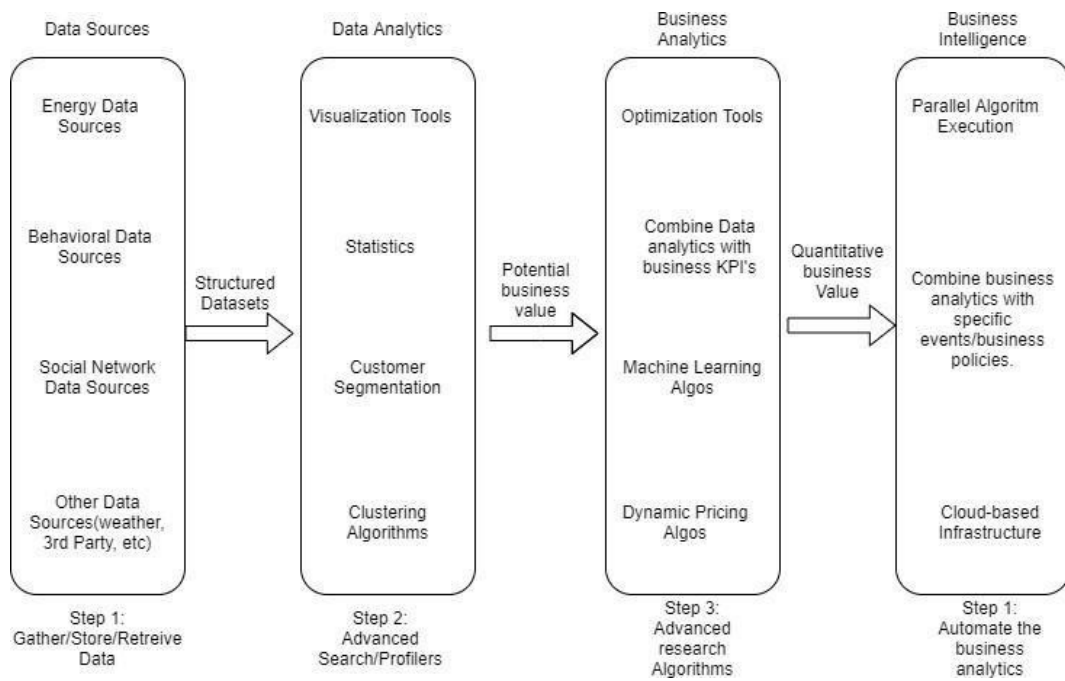 Data Sources
Energy Data
Sources
Behavioral Data
Sources
Social Network
Data Sources
Other Data
Sources(weather,
3rd Party, etc)
Step 1:
Gather/Store/Retreive
Data
Structured
Datasets
Data Analytics
Visualization Tools
Statistics
Customer
Segmentation
Clustering
Algorithms
Step 2:
Advanced
Search/Profilers
Potential
business
value
Business
Analytics
Optimization Tools
Combine Data
analytics with
business KPI's
Machine Learning
Algos
Dynamic Pricing
Algos
Step 3:
Advanced
research
Algorithms
Quantitative
business
Value
Business
Intelligence
Parallel Algoritm
Execution
Combine business
analytics with
specific
events/business
policies.
Cloud-based
Infrastructure
Step 1:
Automate the
business
analytics